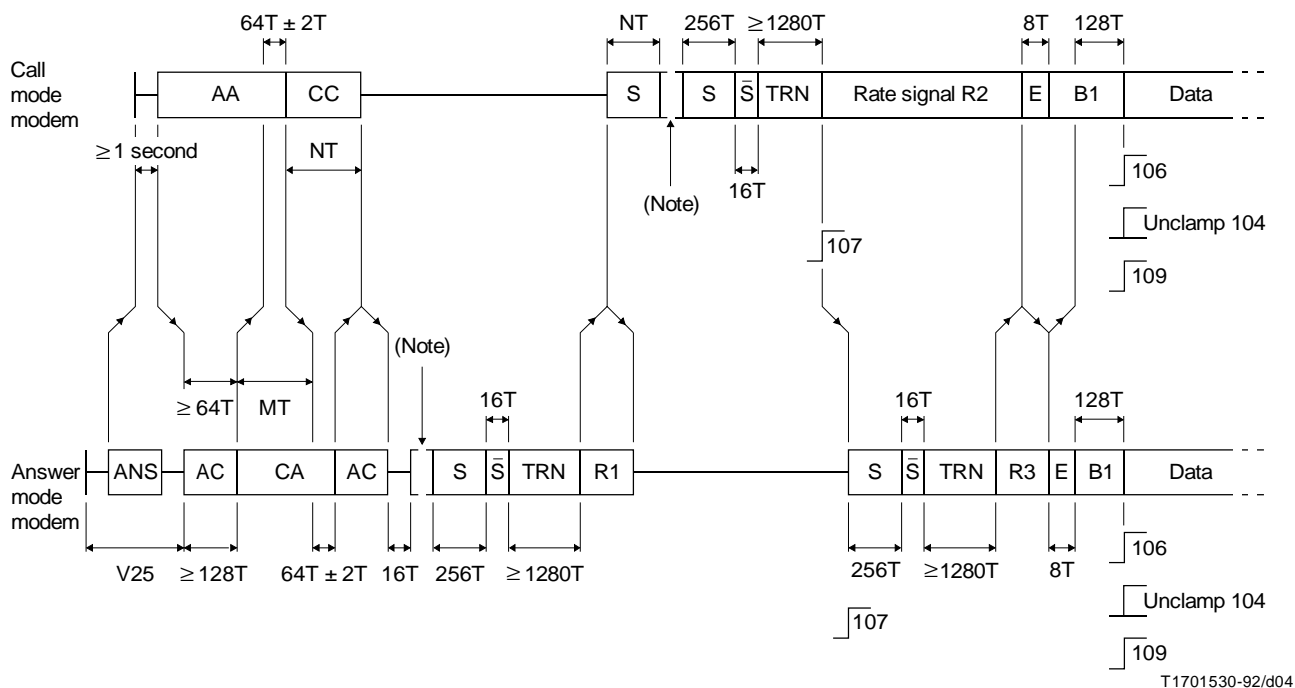 64T ± 2T
NT
256T
≥ 1280T
8T
128T
Call
mode
modem
AA
CC
S
S
S̄
TRN
Rate signal R2
E
B1
Data
≥ 1 second
NT
16T
(Note)
106
Unclamp 104
107
109
(Note)
≥ 64T
MT
16T
16T
128T
Answer
mode
modem
ANS
AC
CA
AC
S
S̄
TRN
R1
S
S̄
TRN
R3
E
B1
Data
V25
≥ 128T
64T ± 2T
16T
256T
≥ 1280T
256T
≥1280T
8T
106
Unclamp 104
107
109
T1701530-92/d04